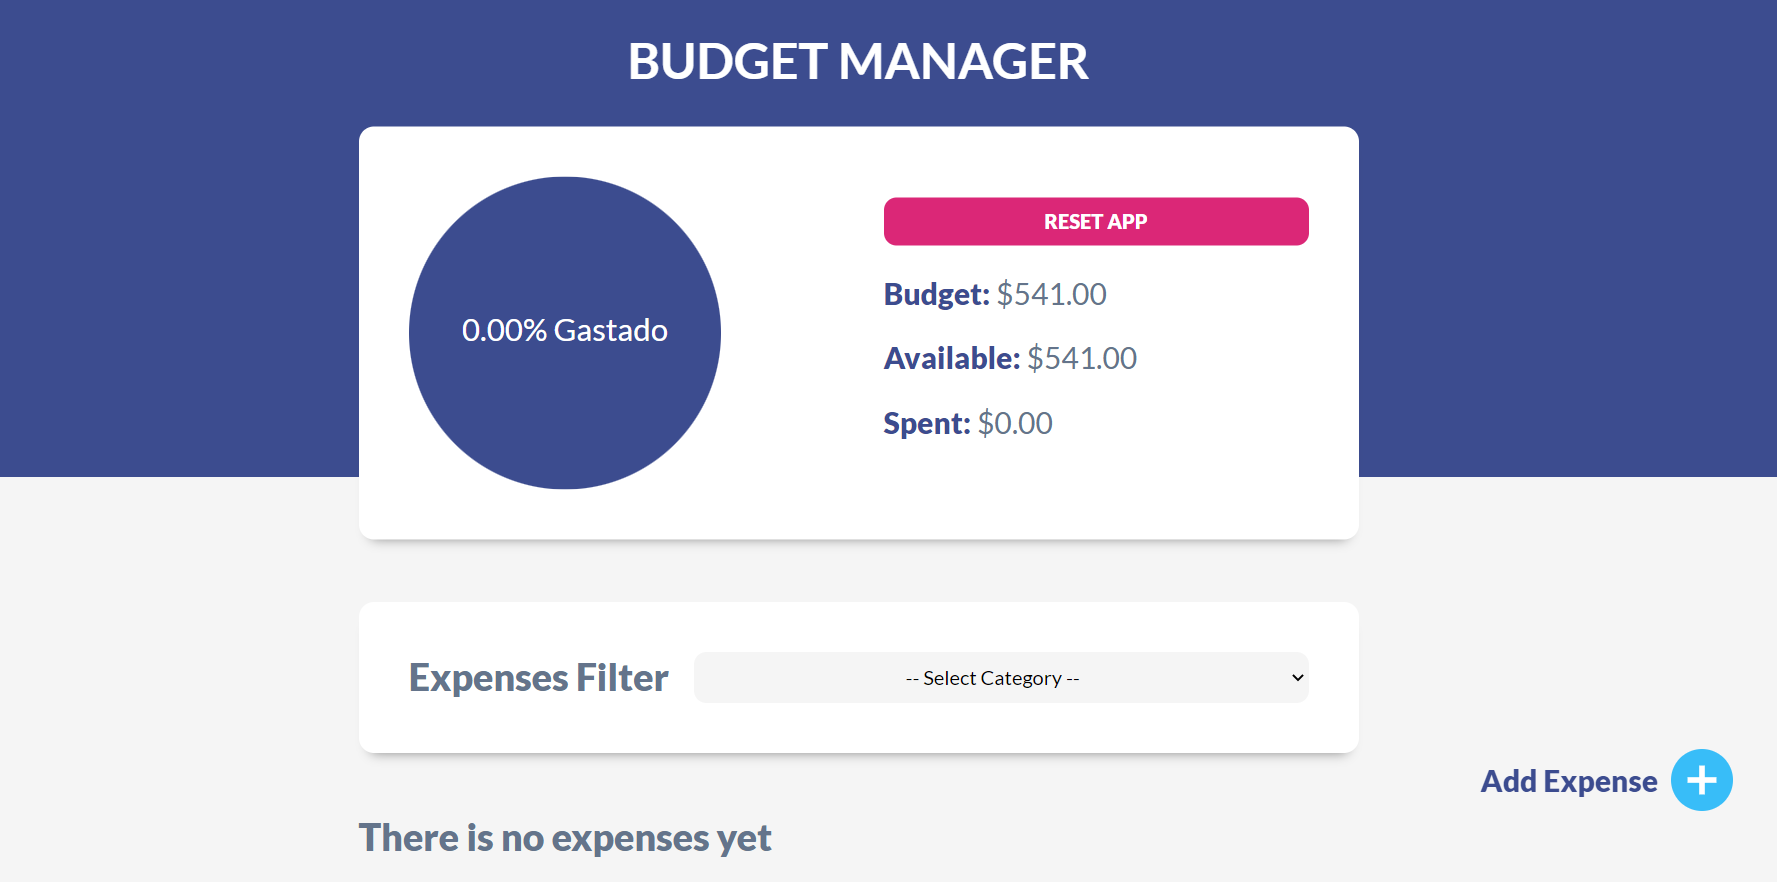 BUDGET MANAGER
0.00% Gastado
RESET APP
Budget: $541.00
Available: $541.00
Spent: $0.00
Expenses Filter
-- Select Category --
Add Expense
There is no expenses yet